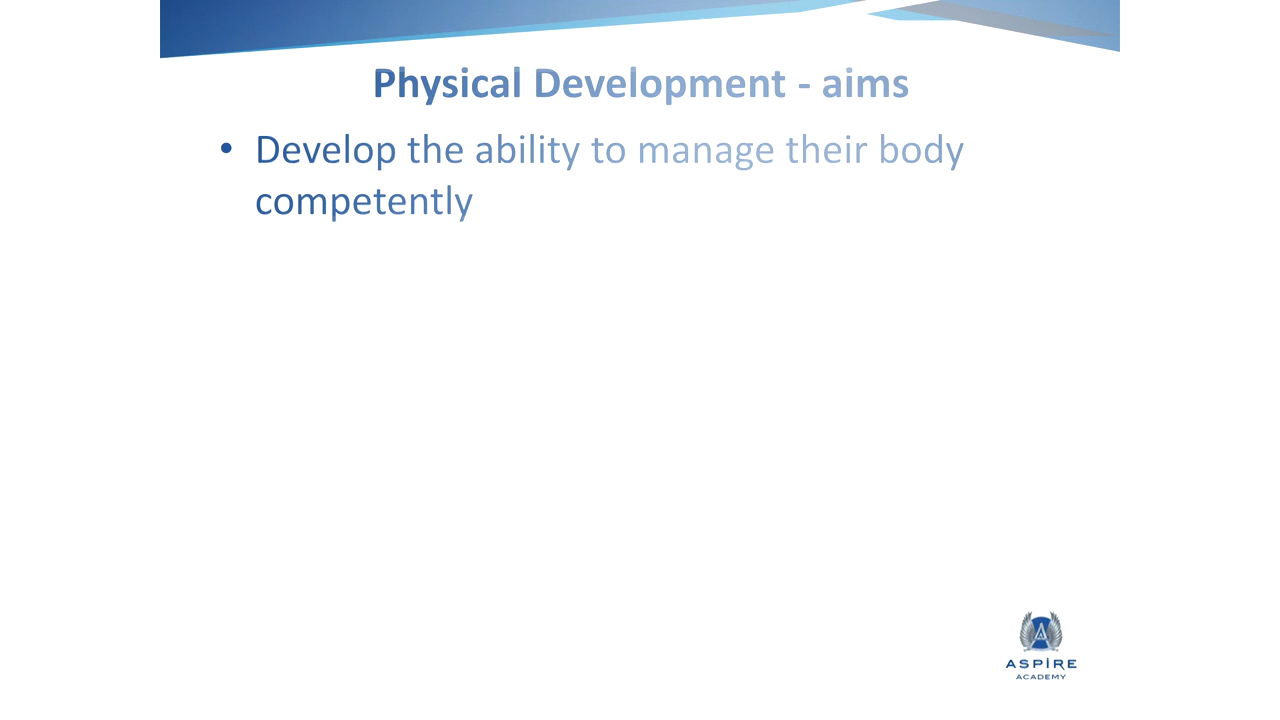 Physical Development - aims
• Develop the ability to manage their body
competently
ASPIRE
ACADEMY